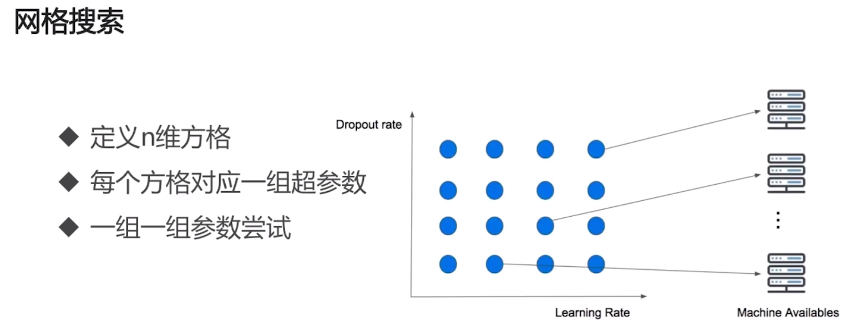 网格搜索
◆ 定义n维方格
◆ 每个方格对应一组超参数
◆ 一组一组参数尝试
Dropout rate
Learning Rate
Machine Availables